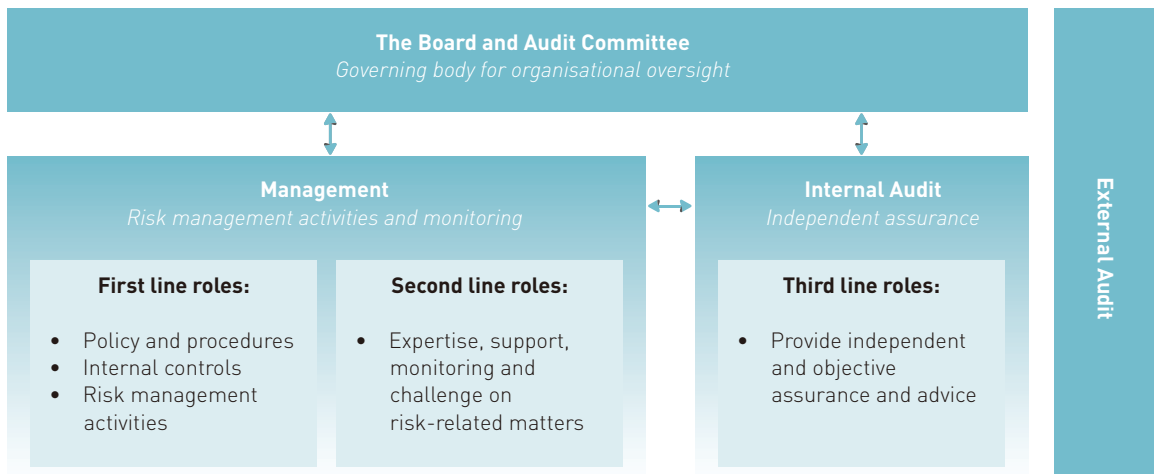 The Board and Audit Committee
Governing body for organisational oversight
Management
Risk management activities and monitoring
First line roles:
• Policy and procedures
• Internal controls
• Risk management
activities
Second line roles:
• Expertise, support,
monitoring and
challenge on
risk-related matters
Internal Audit
Independent assurance
Third line roles:
• Provide independent
and objective
assurance and advice
External Audit